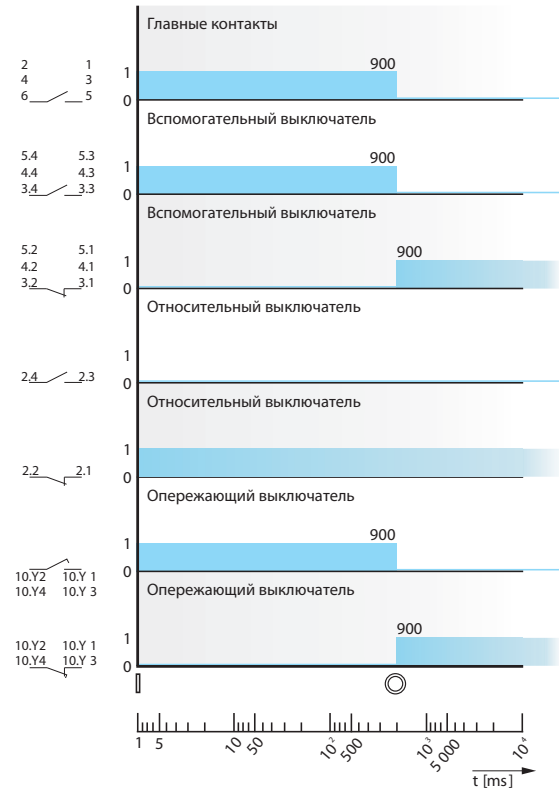 Главные контакты
2 1
4 3
6 5
900
1
0
Вспомогательный выключатель
5.4 5.3
4.4 4.3
3.4 3.3
900
1
0
Вспомогательный выключатель
5.2 5.1
4.2 4.1
3.2 3.1
900
1
0
Относительный выключатель
2.4 2.3
1
0
Относительный выключатель
2.2 2.1
1
0
Опережающий выключатель
900
1
0
10.Y2 10.Y 1
10.Y4 10.Y 3
Опережающий выключатель
900
1
0
10.Y2 10.Y 1
10.Y4 10.Y 3
1 5 10 50 10² 500 10³ 5 000 10⁴
t [ms]